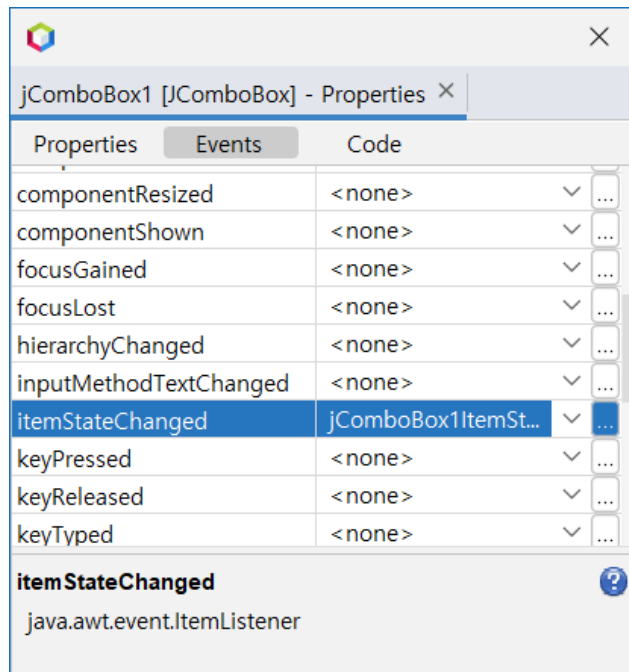 jComboBox1 [JComboBox] - Properties
Properties Events Code
componentResized <none> ...
componentShown <none> ...
focusGained <none> ...
focusLost <none> ...
hierarchyChanged <none> ...
inputMethodTextChanged <none> ...
itemStateChanged jComboBox1ItemSt... ...
keyPressed <none> ...
keyReleased <none> ...
keyTyped <none> ...
itemStateChanged ?
java.awt.event.ItemListener